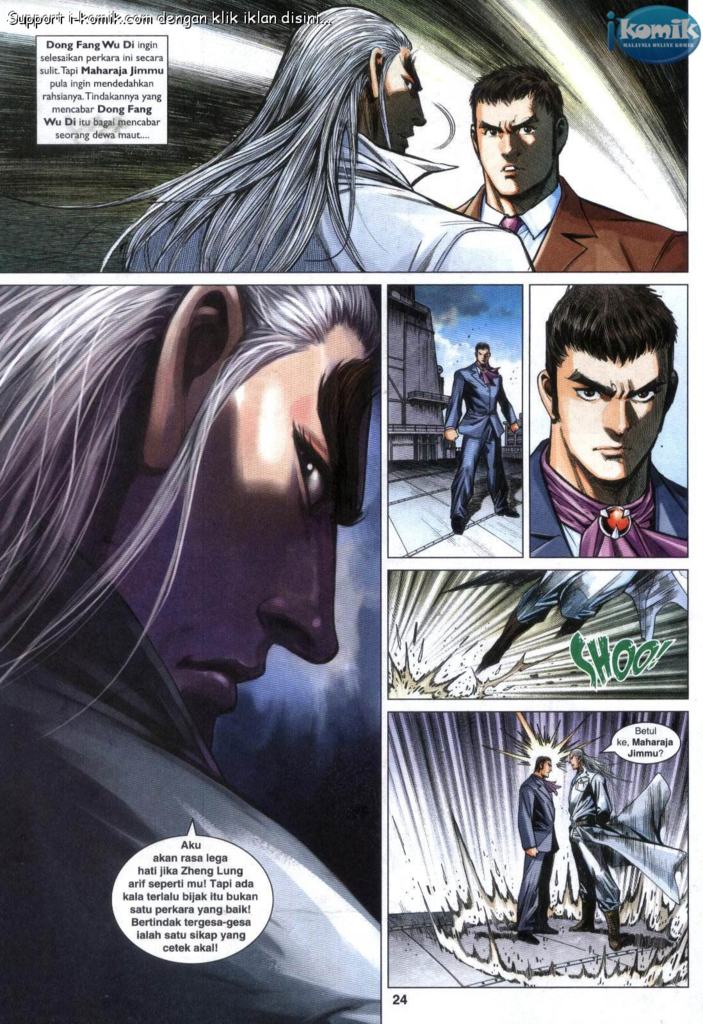 Support i-komik.com dengan klik iklan disini...
ikomik
MALAYSIA ONLINE KOMIK
Dong Fang Wu Di ingin
selesaikan perkara ini secara
sulit. Tapi Maharaja Jimmu
pula ingin mendedahkan
rahsianya. Tindakannya yang
mencabar Dong Fang
Wu Di itu bagai mencabar
seorang dewa maut....
SHOO!
Betul
ke, Maharaja
Jimmu?
Aku
akan rasa lega
hati jika Zheng Lung
arif seperti mu! Tapi ada
kala terlalu bijak itu bukan
satu perkara yang baik!
Bertindak tergesa-gesa
ialah satu sikap yang
cetek akal!
24